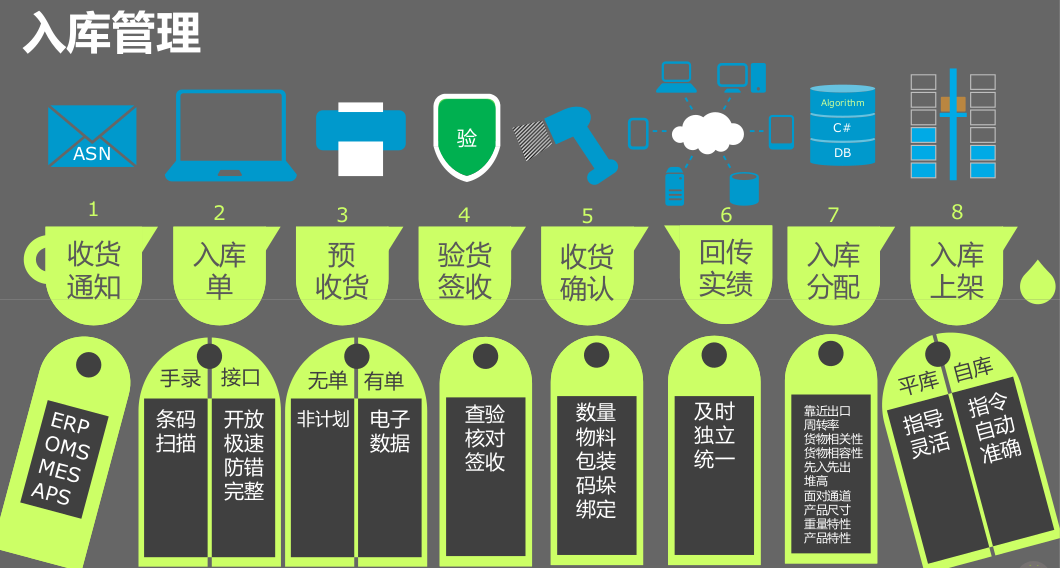 入库管理
ASN
验
Algorithm
C#
DB
1
2
3
4
5
6
7
8
收货
通知
入库
单
预
收货
验货
签收
收货
确认
回传
实绩
入库
分配
入库
上架
ERP
OMS
MES
APS
手录
条码
扫描
接口
开放
极速
防错
完整
无单
非计划
有单
电子
数据
查验
核对
签收
数量
物料
包装
码垛
绑定
及时
独立
统一
靠近出口
周转率
货物相关性
货物相容性
先入先出
堆高
面对通道
产品尺寸
重量特性
产品特性
平库
指导
灵活
自库
指令
自动
准确